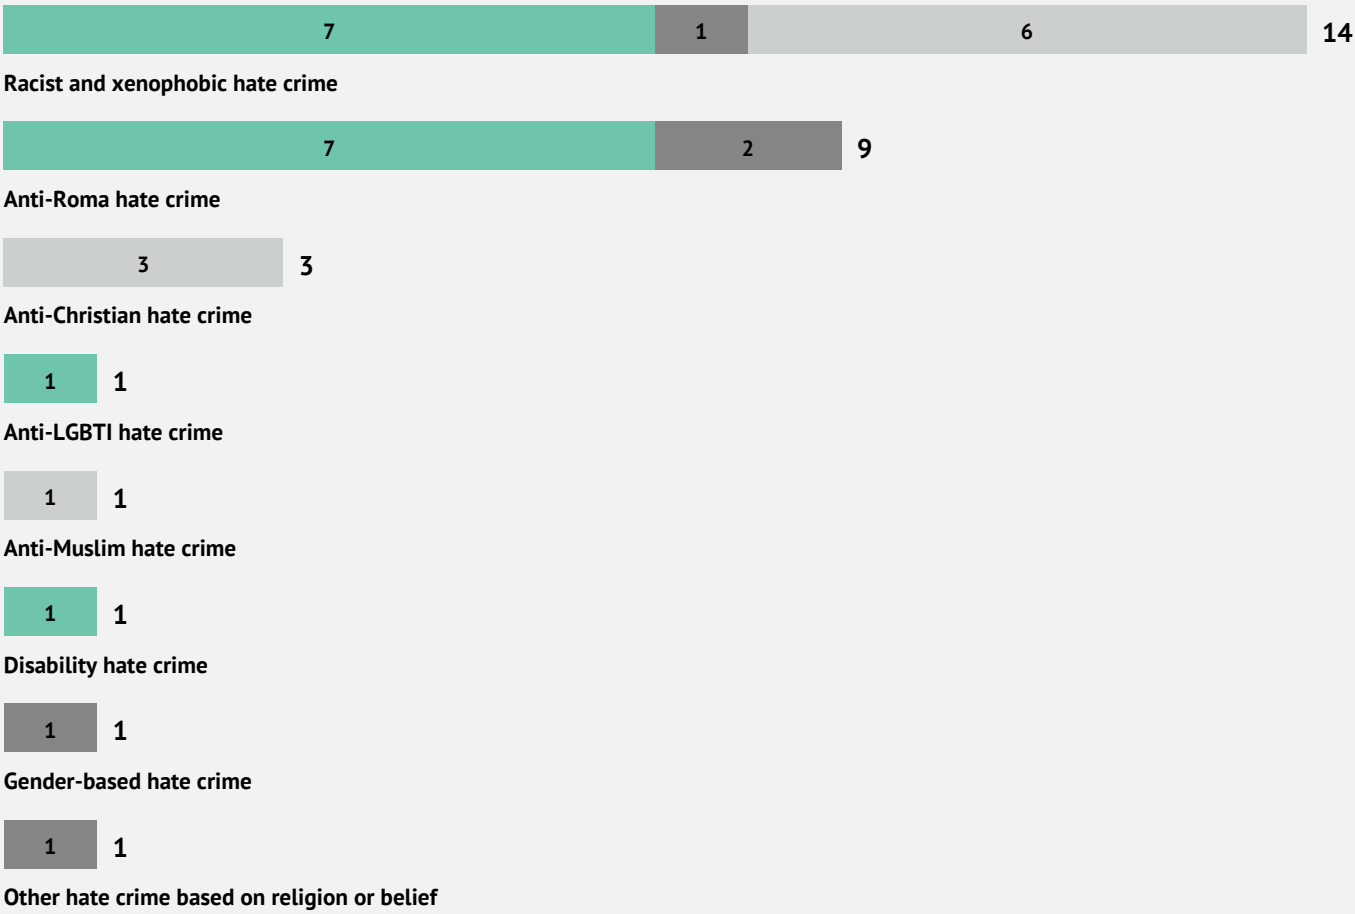 7 1 6 14
Racist and xenophobic hate crime
7 2 9
Anti-Roma hate crime
3 3
Anti-Christian hate crime
1 1
Anti-LGBTI hate crime
1 1
Anti-Muslim hate crime
1 1
Disability hate crime
1 1
Gender-based hate crime
1 1
Other hate crime based on religion or belief